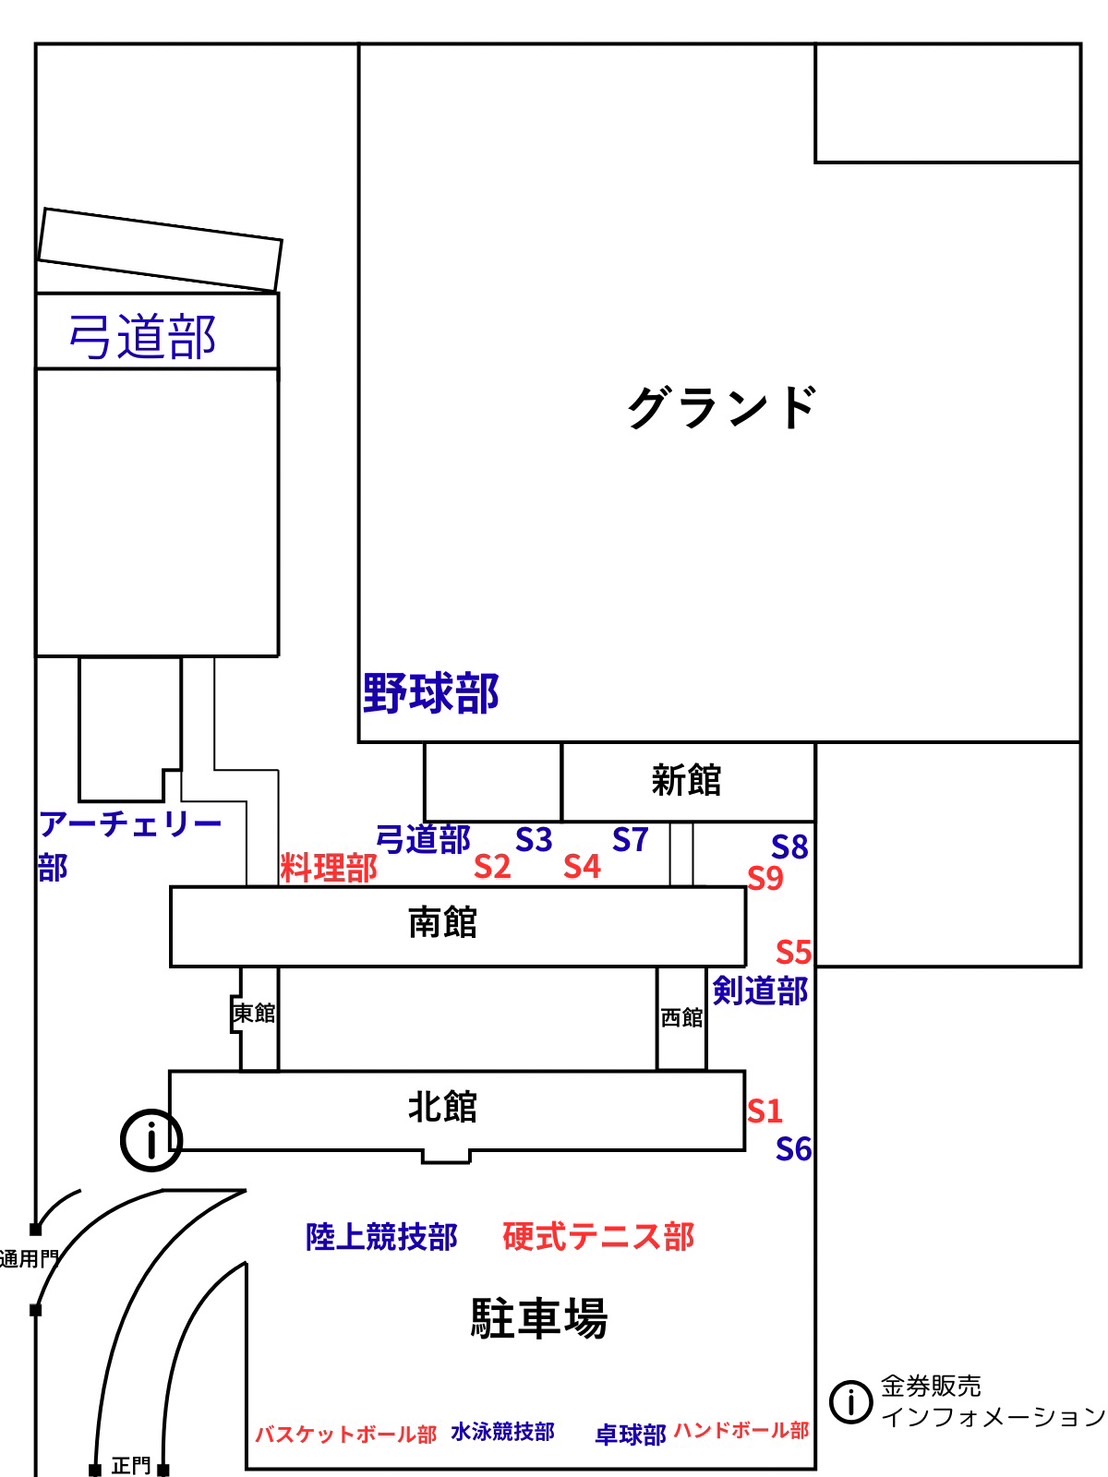 弓道部
グランド
野球部
新館
アーチェリー
部
弓道部
S3
S7
S8
料理部
S2
S4
S9
南館
S5
剣道部
東館
西館
北館
S1
S6
陸上競技部
硬式テニス部
通用門
駐車場
金券販売
インフォメーション
バスケットボール部
水泳競技部
卓球部
ハンドボール部
正門